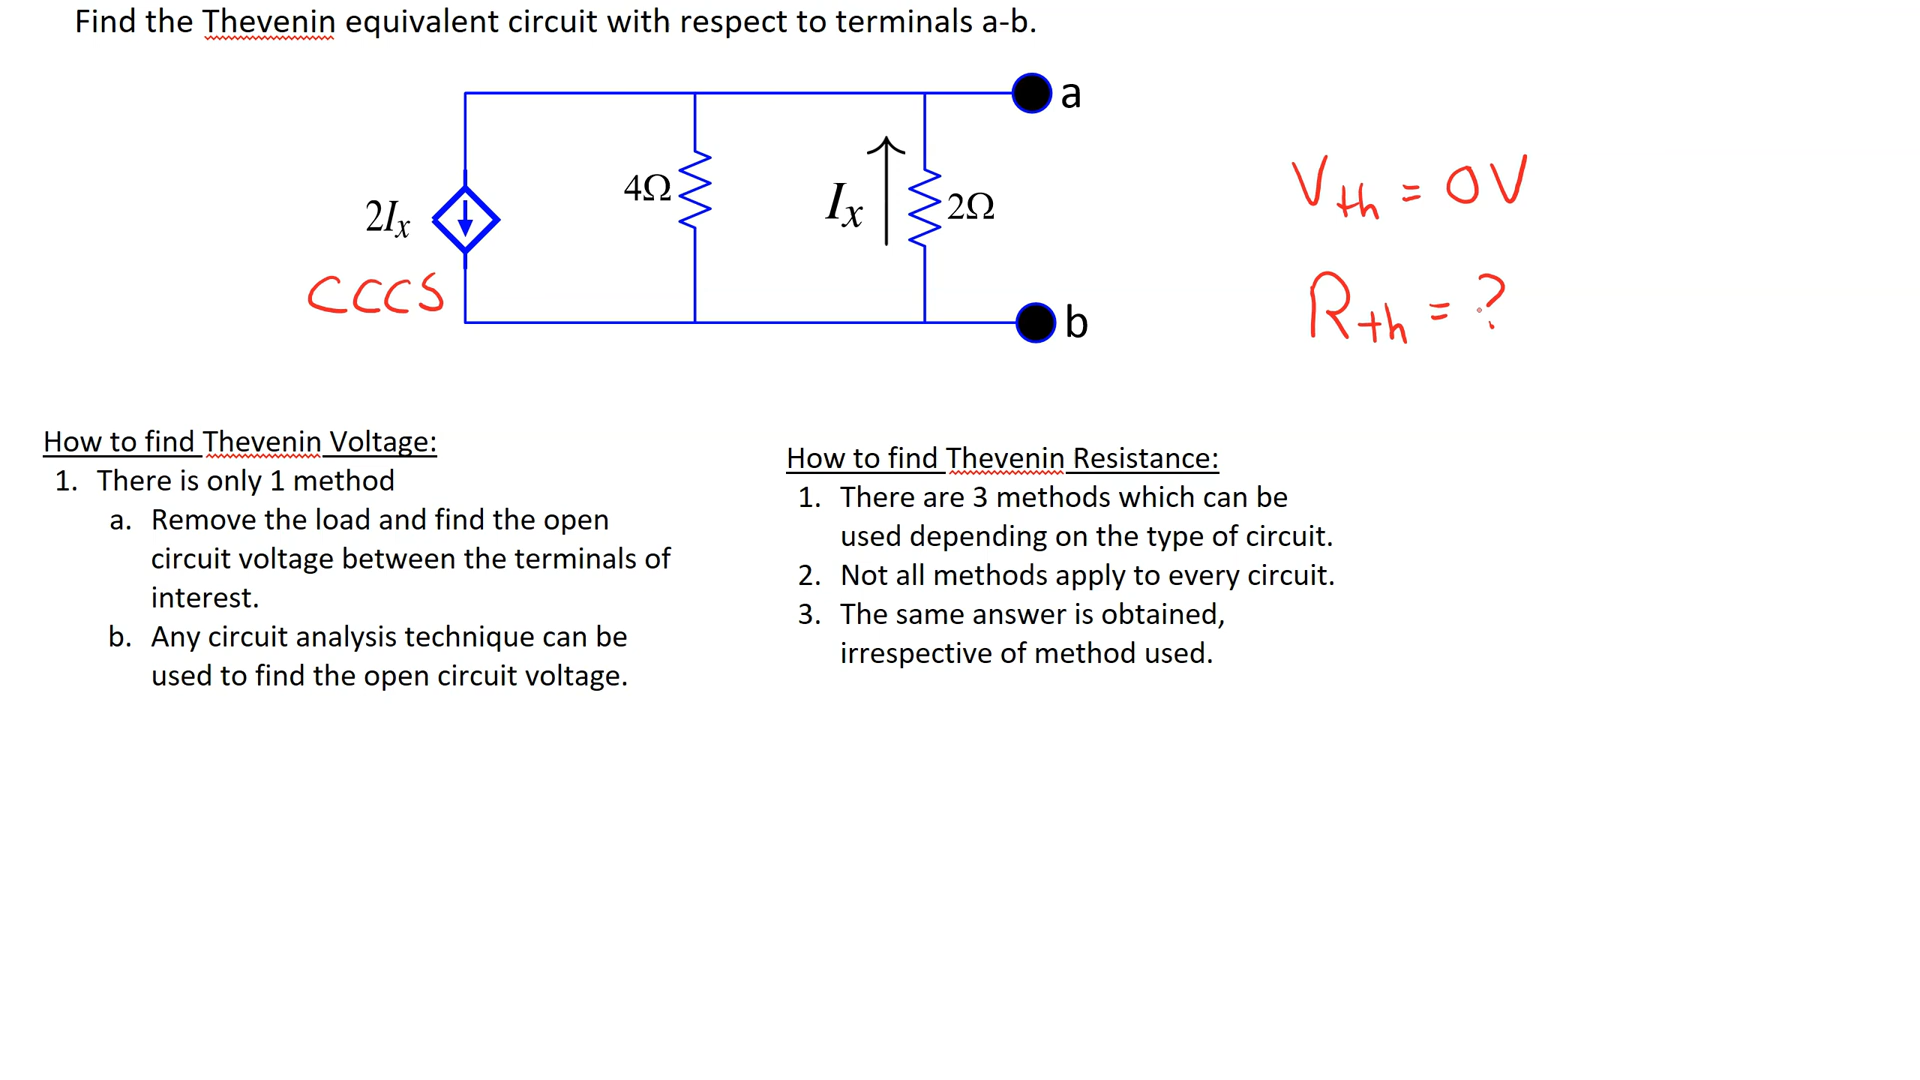 Find the Thevenin equivalent circuit with respect to terminals a-b.
a
4Ω
Ix
2Ω
2Ix
CCCS
b
Vth = 0V
Rth = ?
How to find Thevenin Voltage:
1. There is only 1 method
a. Remove the load and find the open
circuit voltage between the terminals of
interest.
b. Any circuit analysis technique can be
used to find the open circuit voltage.
How to find Thevenin Resistance:
1. There are 3 methods which can be
used depending on the type of circuit.
2. Not all methods apply to every circuit.
3. The same answer is obtained,
irrespective of method used.